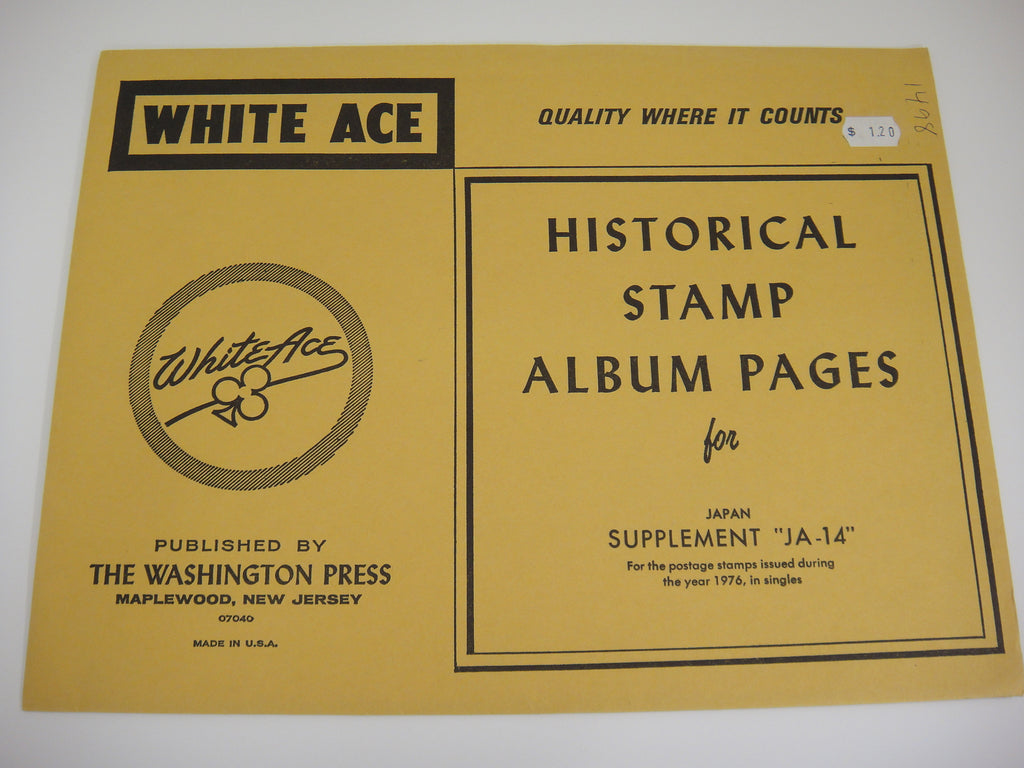 WHITE ACE
QUALITY WHERE IT COUNTS
$ 1.20
1498
White Ace
PUBLISHED BY
THE WASHINGTON PRESS
MAPLEWOOD, NEW JERSEY
07040
MADE IN U.S.A.
HISTORICAL
STAMP
ALBUM PAGES
for
JAPAN
SUPPLEMENT "JA-14"
For the postage stamps issued during
the year 1976, in singles